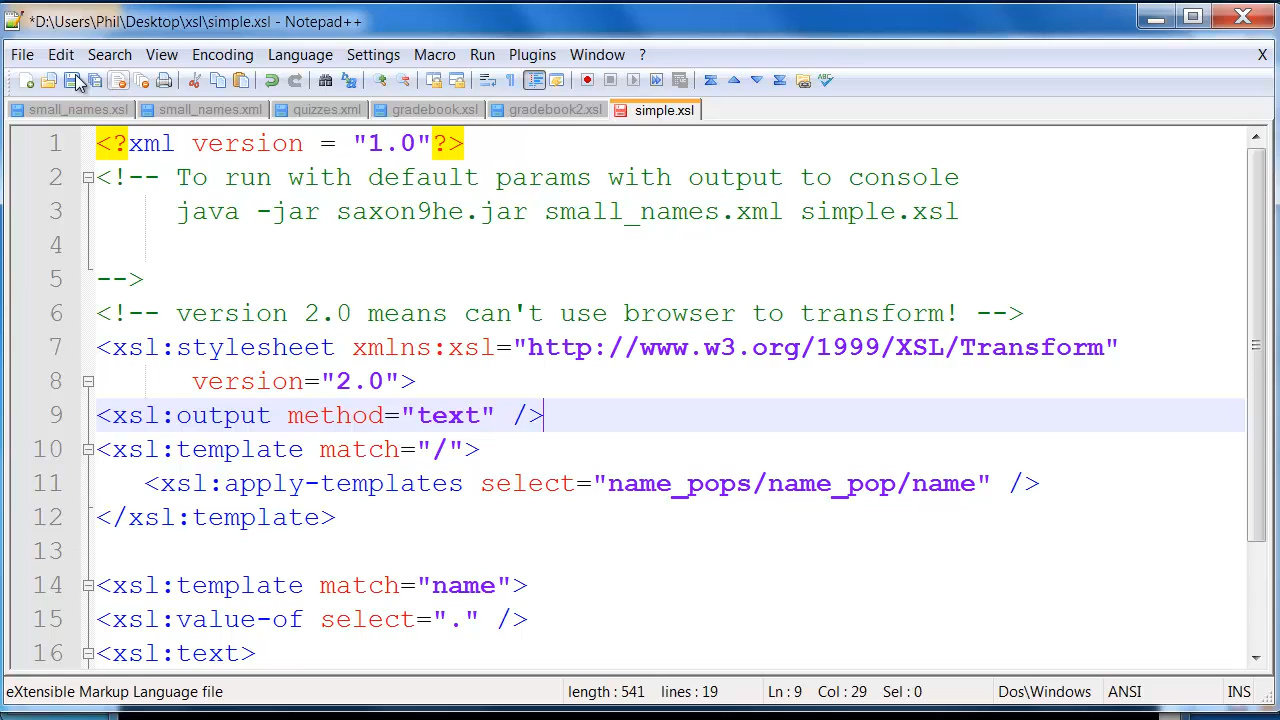 *D:\Users\Phil\Desktop\xsl\simple.xsl - Notepad++
File Edit Search View Encoding Language Settings Macro Run Plugins Window ? X
small_names.xsl small_names.xml quizzes.xml gradebook.xsl gradebook2.xsl simple.xsl
1 <?xml version = "1.0"?>
2 <!-- To run with default params with output to console
3 java -jar saxon9he.jar small_names.xml simple.xsl
4
5 -->
6 <!-- version 2.0 means can't use browser to transform! -->
7 <xsl:stylesheet xmlns:xsl="http://www.w3.org/1999/XSL/Transform"
8 version="2.0">
9 <xsl:output method="text" />
10 <xsl:template match="/">
11 <xsl:apply-templates select="name_pops/name_pop/name" />
12 </xsl:template>
13
14 <xsl:template match="name">
15 <xsl:value-of select="." />
16 <xsl:text>
eXtensible Markup Language file length : 541 lines : 19 Ln : 9 Col : 29 Sel : 0 Dos\Windows ANSI INS